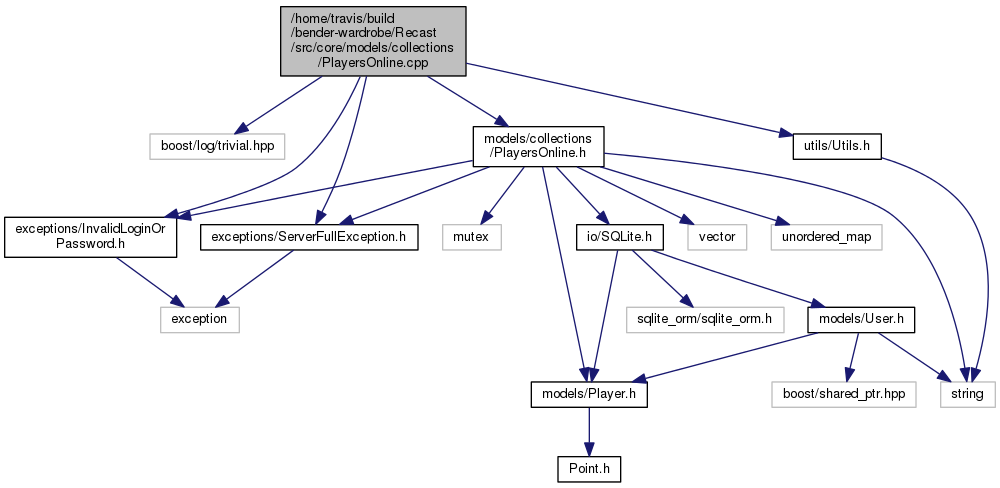 /home/travis/build
/bender-wardrobe/Recast
/src/core/models/collections
/PlayersOnline.cpp
boost/log/trivial.hpp
models/collections
/PlayersOnline.h
utils/Utils.h
exceptions/InvalidLoginOr
Password.h
exceptions/ServerFullException.h
mutex
io/SQLite.h
vector
unordered_map
exception
sqlite_orm/sqlite_orm.h
models/User.h
models/Player.h
boost/shared_ptr.hpp
string
Point.h